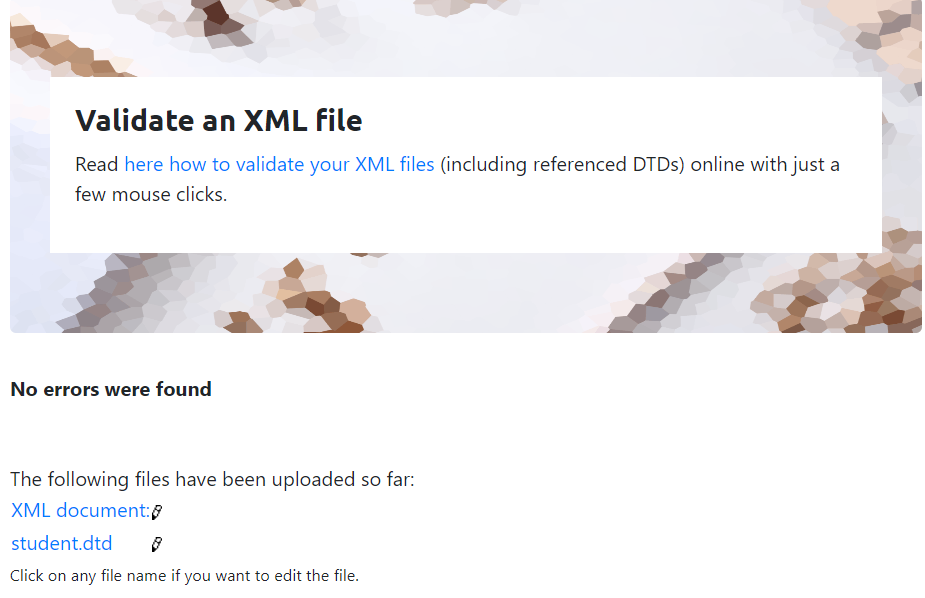 Validate an XML file
Read here how to validate your XML files (including referenced DTDs) online with just a
few mouse clicks.
No errors were found
The following files have been uploaded so far:
XML document:
student.dtd
Click on any file name if you want to edit the file.